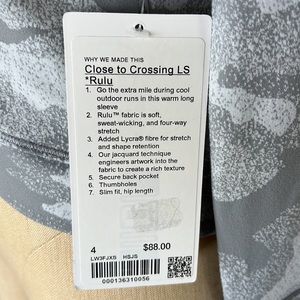 WHY WE MADE THIS
Close to Crossing LS
*Rulu
1. Go the extra mile during cool
outdoor runs in this warm long
sleeve
2. Rulu™ fabric is soft,
sweat-wicking, and four-way
stretch
3. Added Lycra® fibre for stretch
and shape retention
4. Our jacquard technique
engineers artwork into the
fabric to create a rich texture
5. Secure back pocket
6. Thumbholes
7. Slim fit, hip length
4 $88.00
LW3FJXS HSJS
000136310056